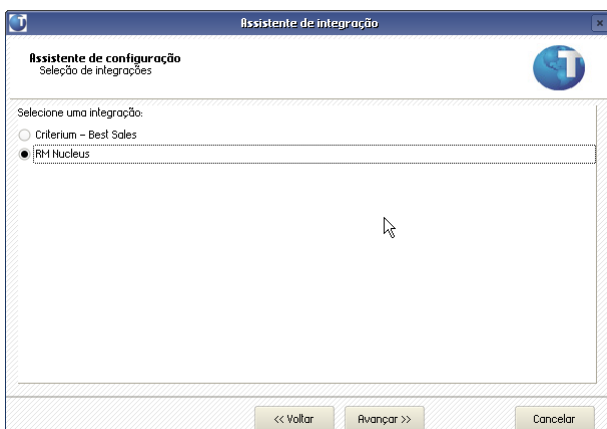 Assistente de integração
Assistente de configuração
Seleção de integrações
T
Selecione uma integração:
Criterium - Best Sales
RM Nucleus
<< Voltar Avançar >> Cancelar